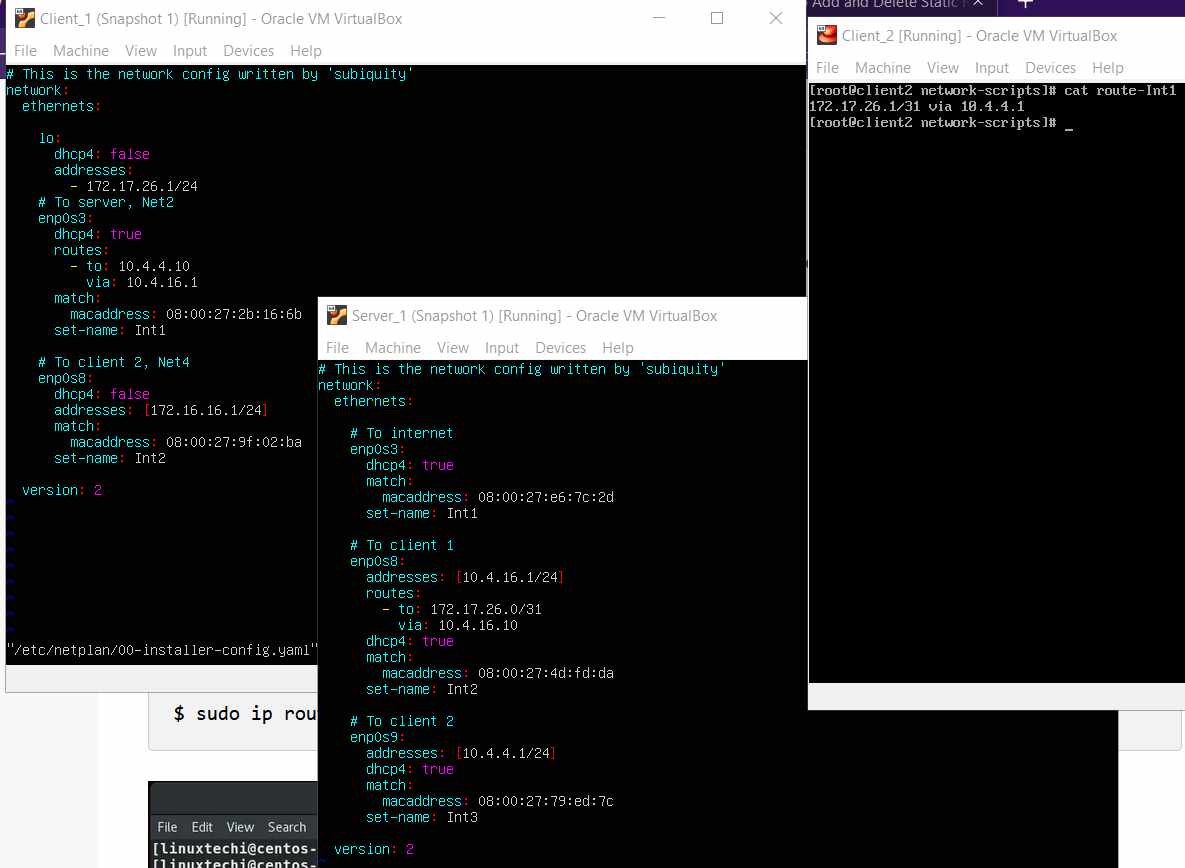 Client_1 (Snapshot 1) [Running] - Oracle VM VirtualBox
File Machine View Input Devices Help
# This is the network config written by 'subiquity'
network:
  ethernets:
    lo:
      dhcp4: false
      addresses:
        - 172.17.26.1/24
    # To server, Net2
    enp0s3:
      dhcp4: true
      routes:
        - to: 10.4.4.10
          via: 10.4.16.1
      match:
        macaddress: 08:00:27:2b:16:6b
      set-name: Int1
    # To client 2, Net4
    enp0s8:
      dhcp4: false
      addresses: [172.16.16.1/24]
      match:
        macaddress: 08:00:27:9f:02:ba
      set-name: Int2
  version: 2
~
~
~
~
~
~
~
~
~
"/etc/netplan/00-installer-config.yaml"
Add and Delete Static
Client_2 [Running] - Oracle VM VirtualBox
File Machine View Input Devices Help
[root@client2 network-scripts]# cat route-Int1
172.17.26.1/31 via 10.4.4.1
[root@client2 network-scripts]# _
Server_1 (Snapshot 1) [Running] - Oracle VM VirtualBox
File Machine View Input Devices Help
# This is the network config written by 'subiquity'
network:
  ethernets:
    # To internet
    enp0s3:
      dhcp4: true
      match:
        macaddress: 08:00:27:e6:7c:2d
      set-name: Int1
    # To client 1
    enp0s8:
      addresses: [10.4.16.1/24]
      routes:
        - to: 172.17.26.0/31
          via: 10.4.16.10
      dhcp4: true
      match:
        macaddress: 08:00:27:4d:fd:da
      set-name: Int2
    # To client 2
    enp0s9:
      addresses: [10.4.4.1/24]
      dhcp4: true
      match:
        macaddress: 08:00:27:79:ed:7c
      set-name: Int3
  version: 2
~
$ sudo ip rou
File Edit View Search
[linuxtechi@centos-
[linuxtechi@centos-